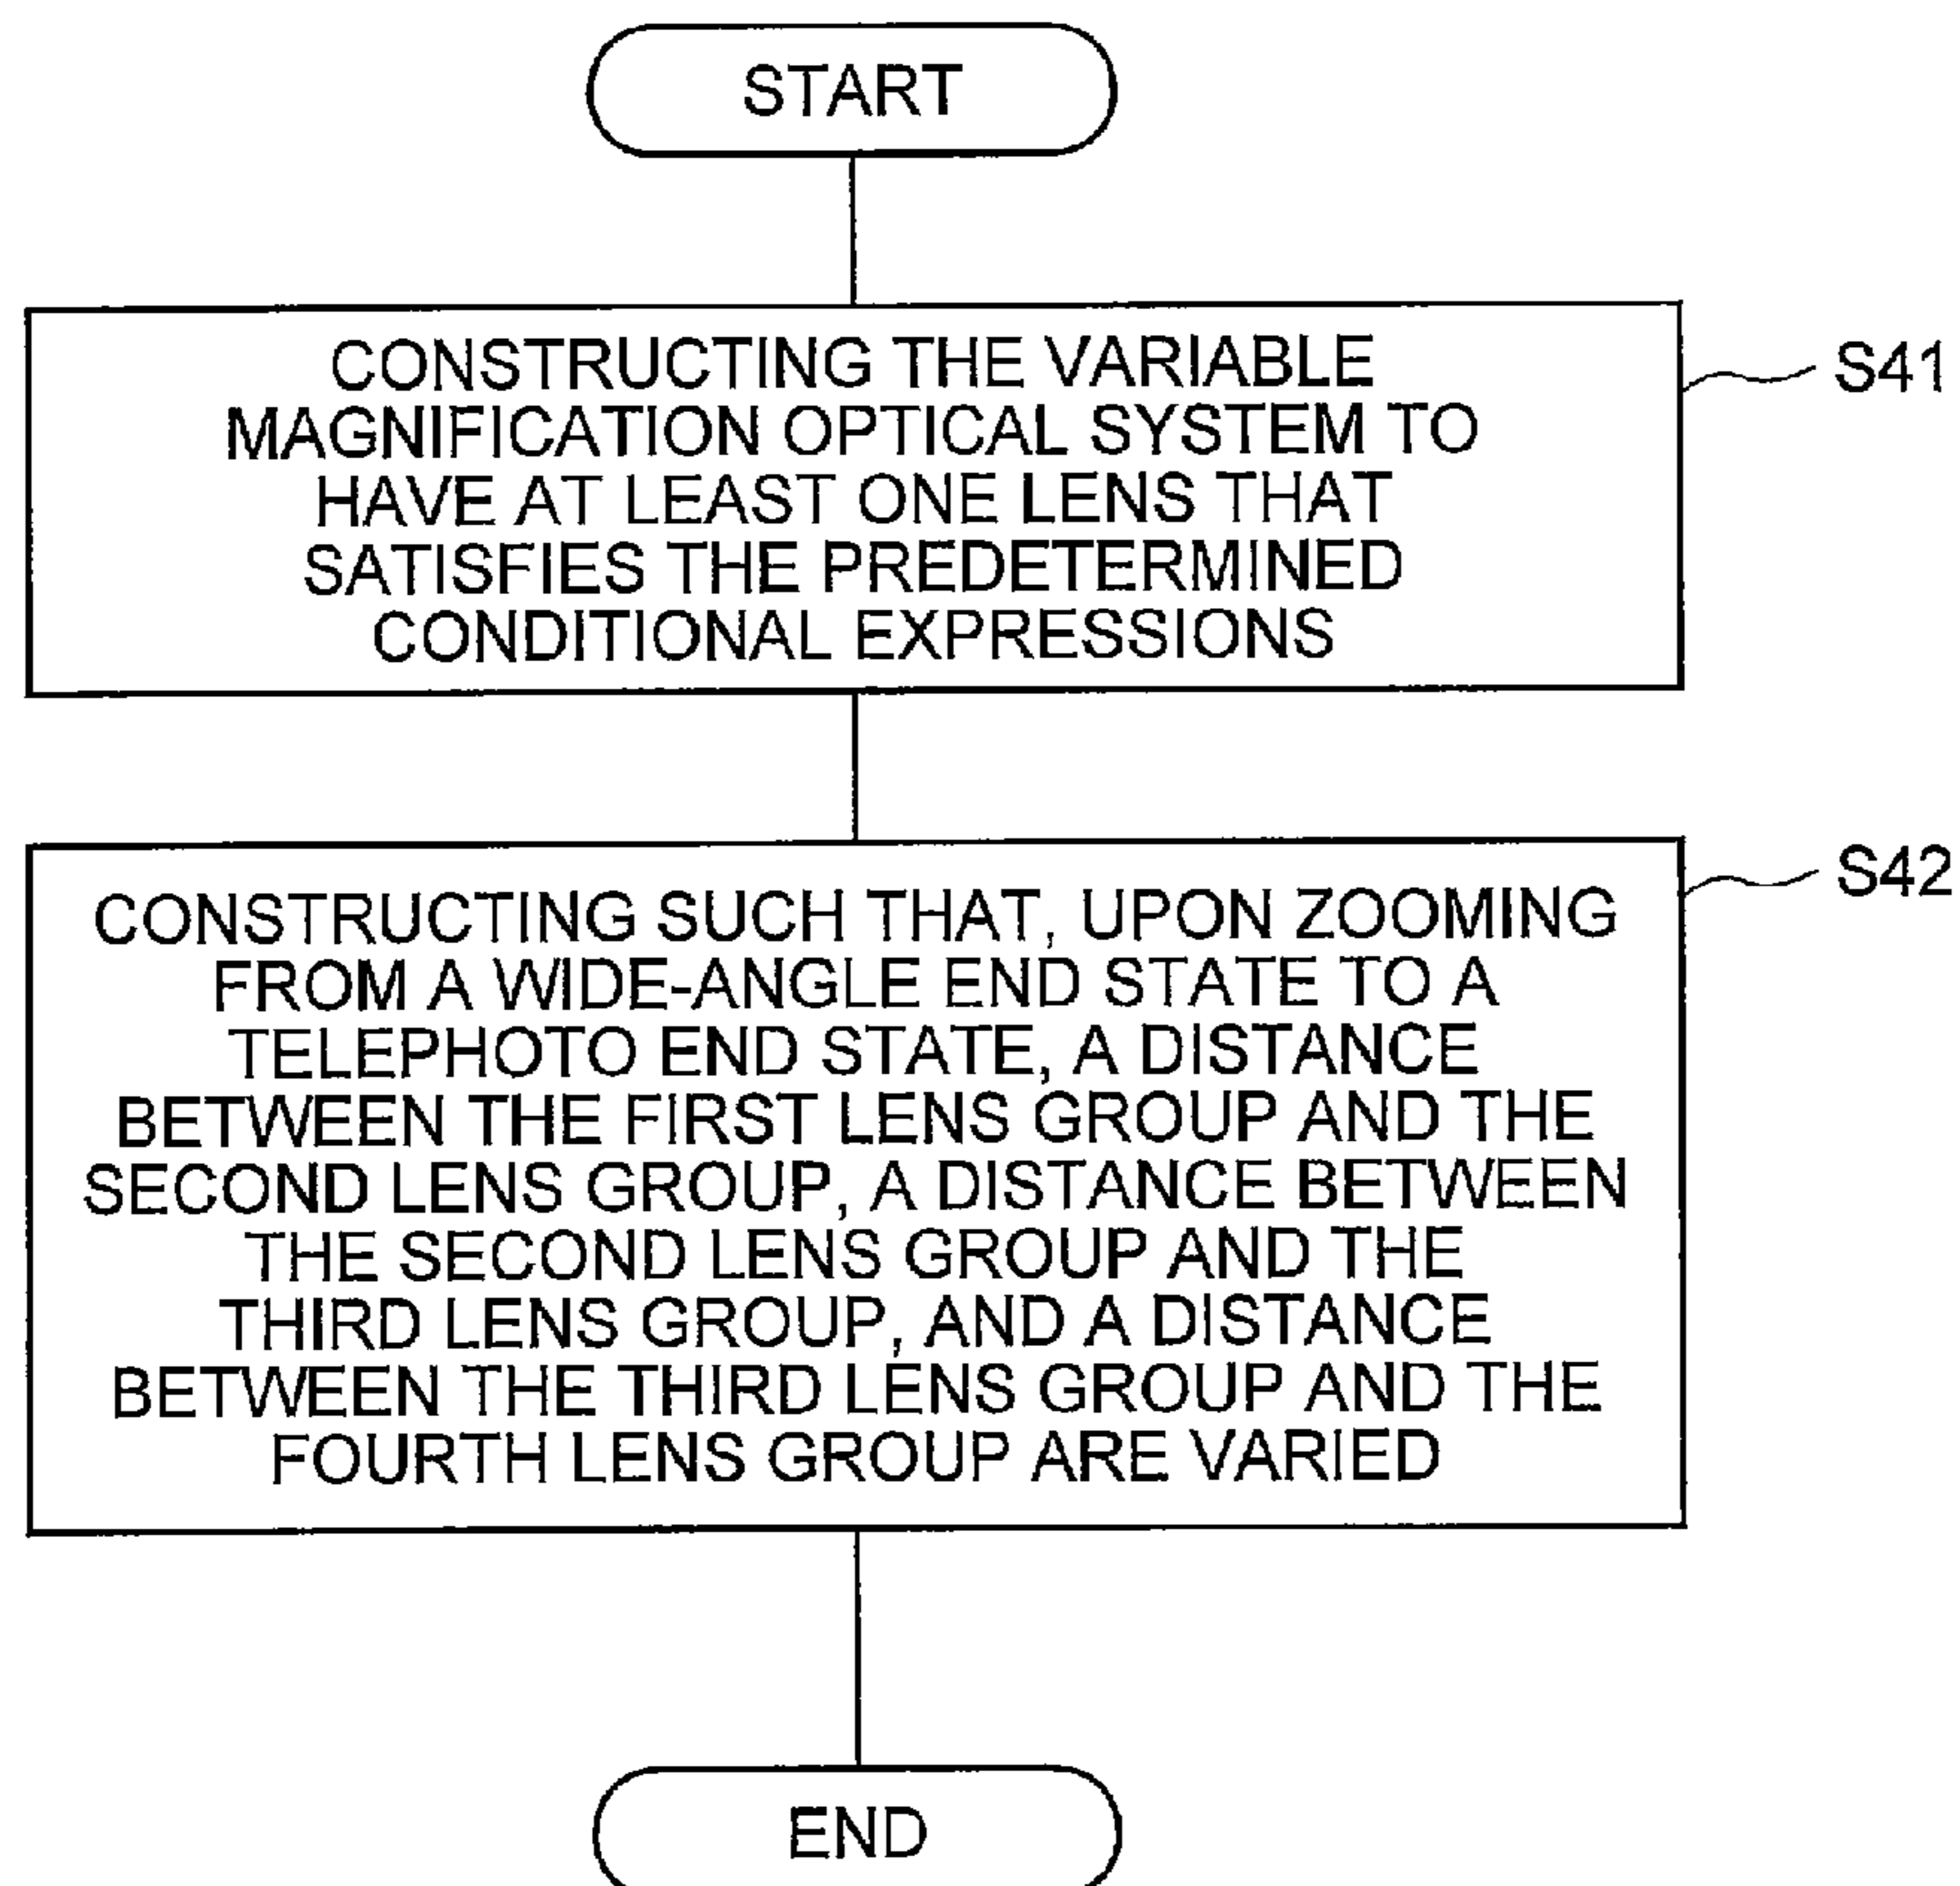 START
CONSTRUCTING THE VARIABLE
MAGNIFICATION OPTICAL SYSTEM TO
HAVE AT LEAST ONE LENS THAT
SATISFIES THE PREDETERMINED
CONDITIONAL EXPRESSIONS
S41
CONSTRUCTING SUCH THAT, UPON ZOOMING
FROM A WIDE-ANGLE END STATE TO A
TELEPHOTO END STATE, A DISTANCE
BETWEEN THE FIRST LENS GROUP AND THE
SECOND LENS GROUP, A DISTANCE BETWEEN
THE SECOND LENS GROUP AND THE
THIRD LENS GROUP, AND A DISTANCE
BETWEEN THE THIRD LENS GROUP AND THE
FOURTH LENS GROUP ARE VARIED
S42
END